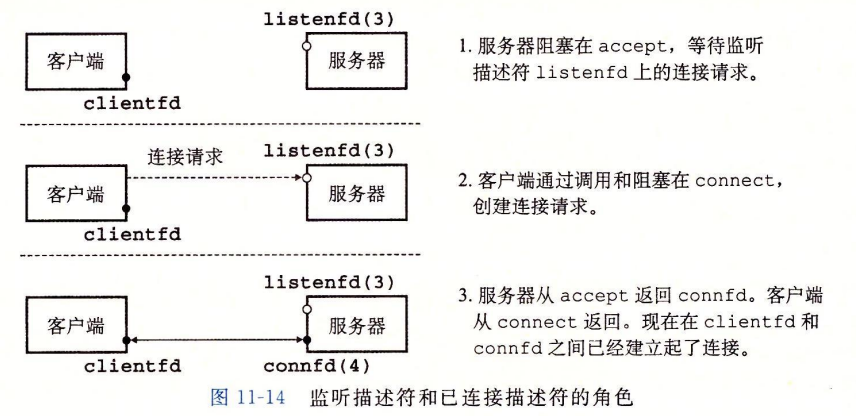 listenfd(3)
客户端
服务器
clientfd
1. 服务器阻塞在 accept，等待监听
描述符 listenfd 上的连接请求。
连接请求
listenfd(3)
客户端
服务器
clientfd
2. 客户端通过调用和阻塞在 connect，
创建连接请求。
listenfd(3)
客户端
服务器
clientfd
connfd(4)
3. 服务器从 accept 返回 connfd。客户端
从 connect 返回。现在在 clientfd 和
connfd 之间已经建立起了连接。
图 11-14 监听描述符和已连接描述符的角色